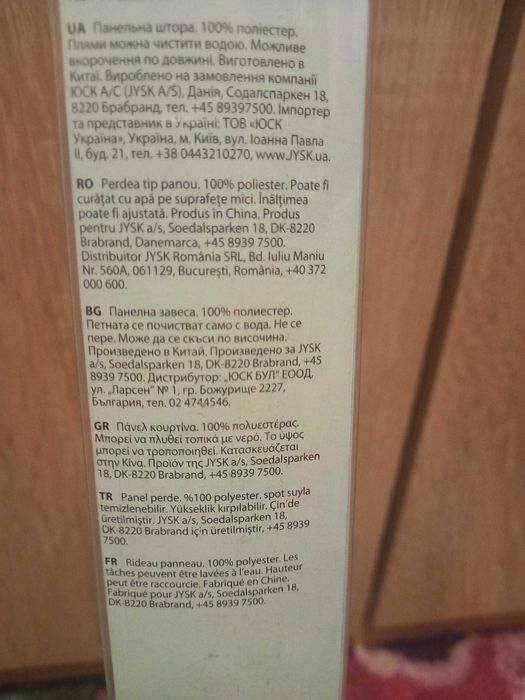 UA Панельна штора. 100% поліестер.
Плями можна чистити водою. Можливе
вкорочення по довжині. Виготовлено в
Китаї. Вироблено на замовлення компанії
ЮСК А/С (JYSK A/S), Данія, Содалспаркен 18,
8220 Брабранд, тел. +45 89397500. Імпортер
та представник в Україні: ТОВ «ЮСК
Україна», Україна, м. Київ, вул. Іоанна Павла
ІІ, буд. 21, тел. +38 0443210270, www.JYSK.ua.
RO Perdea tip panou. 100% poliester. Poate fi
curățat cu apă pe suprafețe mici. Înălțimea
poate fi ajustată. Produs in China. Produs
pentru JYSK a/s, Soedalsparken 18, DK-8220
Brabrand, Danemarca, +45 8939 7500.
Distribuitor JYSK România SRL, Bd. Iuliu Maniu
Nr. 560A, 061129, București, România, +40 372
000 600.
BG Панелна завеса. 100% полиестер.
Петната се почистват само с вода. Не се
пере. Може да се скъси по височина.
Произведено в Китай. Произведено за JYSK
a/s, Soedalsparken 18, DK-8220 Brabrand, +45
8939 7500. Дистрибутор: „ЮСК БУЛ" ЕООД,
ул. „Ларсен" № 1, гр. Божурище 2227,
България, тел. 02 4744546.
GR Πάνελ κουρτίνα. 100% πολυεστέρας.
Μπορεί να πλυθεί τοπικά με νερό. Το ύψος
μπορεί να τροποποιηθεί. Κατασκευάζεται
στην Κίνα. Προϊόν της JYSK a/s, Soedalsparken
18, DK-8220 Brabrand, +45 8939 7500.
TR Panel perde. %100 polyester. spot suyla
temizlenebilir. Yükseklik kırpılabilir. Çin'de
üretilmiştir. JYSK a/s, Soedalsparken 18,
DK-8220 Brabrand için üretilmiştir, +45 8939
7500.
FR Rideau panneau. 100% polyester. Les
tâches peuvent être lavées à l'eau. Hauteur
peut être raccourcie. Fabriqué en Chine.
Fabriqué pour JYSK a/s, Soedalsparken 18,
DK-8220 Brabrand, +45 8939 7500.